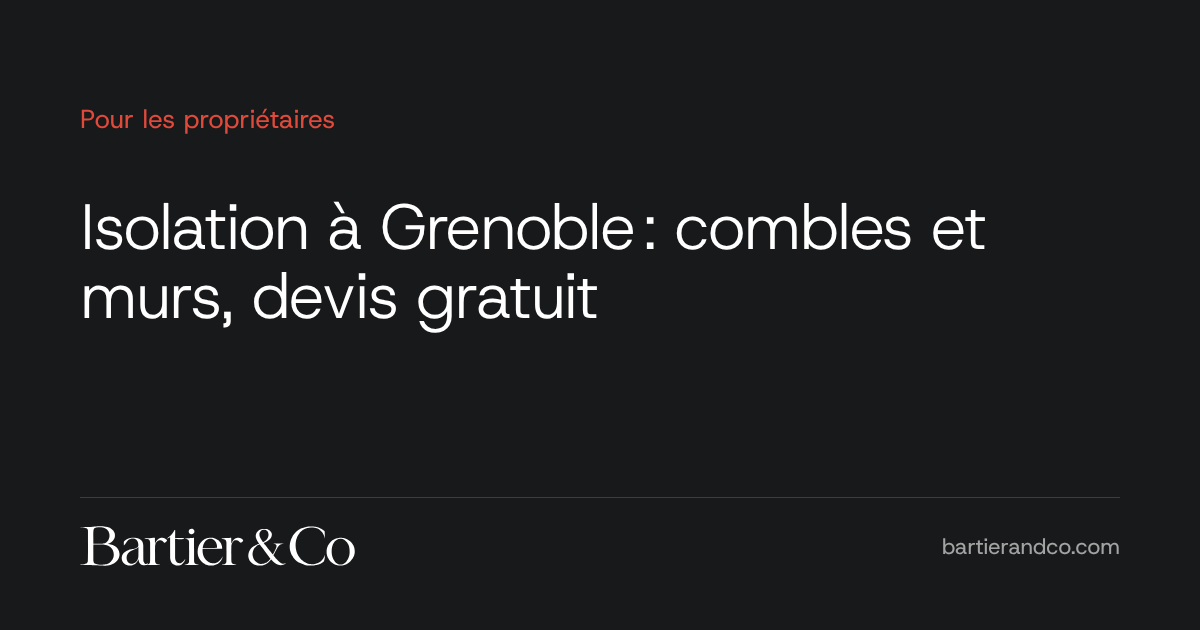 Pour les propriétaires
Isolation à Grenoble : combles et
murs, devis gratuit
Bartier & Co
bartierandco.com